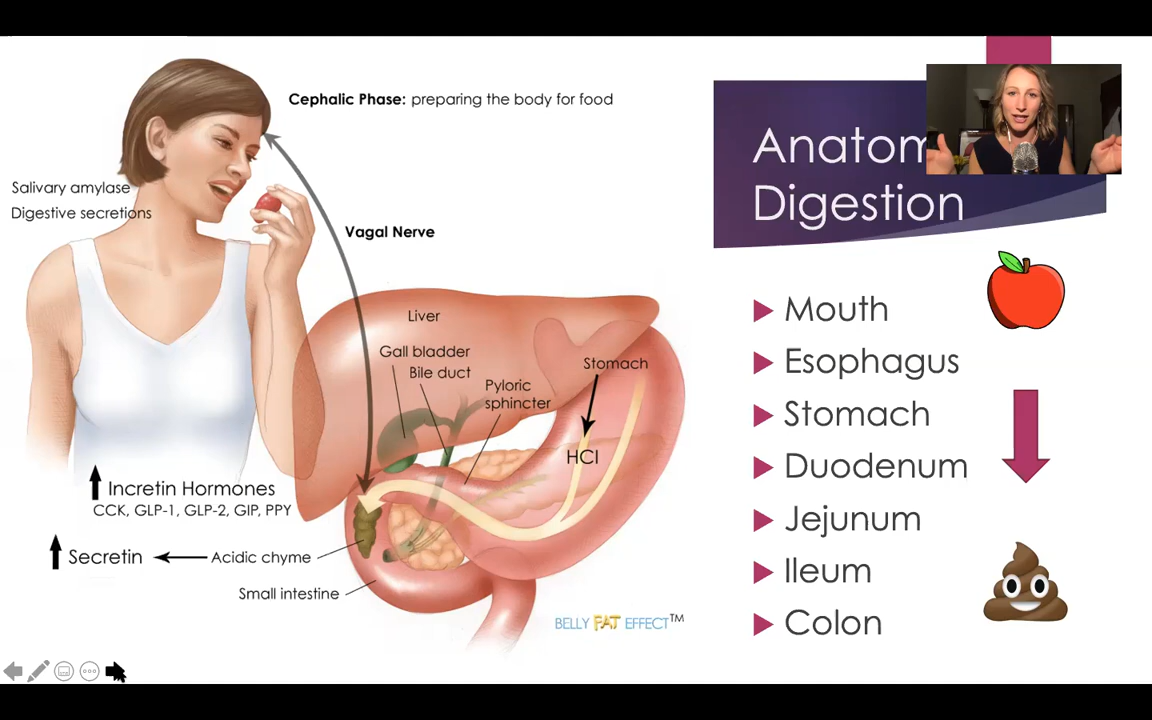 Cephalic Phase: preparing the body for food
Salivary amylase
Digestive secretions
Vagal Nerve
Liver
Gall bladder
Bile duct
Pyloric
sphincter
Stomach
HCl
Incretin Hormones
CCK, GLP-1, GLP-2, GIP, PPY
Secretin
Acidic chyme
Small intestine
BELLY FAT EFFECT™
Anatom
Digestion
Mouth
Esophagus
Stomach
Duodenum
Jejunum
Ileum
Colon